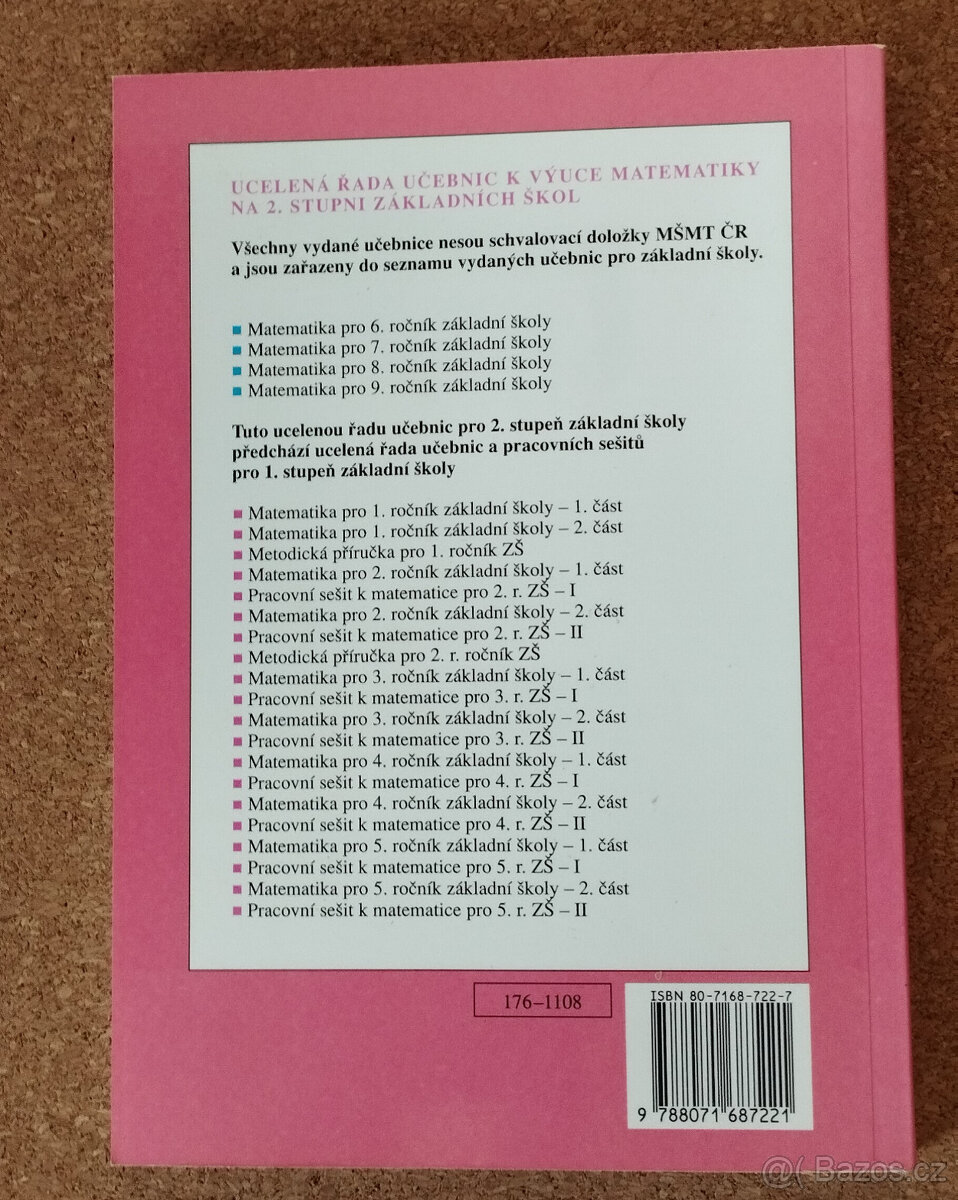 UCELENÁ ŘADA UČEBNIC K VÝUCE MATEMATIKY
NA 2. STUPNI ZÁKLADNÍCH ŠKOL
Všechny vydané učebnice nesou schvalovací doložky MŠMT ČR
a jsou zařazeny do seznamu vydaných učebnic pro základní školy.
Matematika pro 6. ročník základní školy
Matematika pro 7. ročník základní školy
Matematika pro 8. ročník základní školy
Matematika pro 9. ročník základní školy
Tuto ucelenou řadu učebnic pro 2. stupeň základní školy
předchází ucelená řada učebnic a pracovních sešitů
pro 1. stupeň základní školy
Matematika pro 1. ročník základní školy – 1. část
Matematika pro 1. ročník základní školy – 2. část
Metodická příručka pro 1. ročník ZŠ
Matematika pro 2. ročník základní školy – 1. část
Pracovní sešit k matematice pro 2. r. ZŠ – I
Matematika pro 2. ročník základní školy – 2. část
Pracovní sešit k matematice pro 2. r. ZŠ – II
Metodická příručka pro 2. r. ročník ZŠ
Matematika pro 3. ročník základní školy – 1. část
Pracovní sešit k matematice pro 3. r. ZŠ – I
Matematika pro 3. ročník základní školy – 2. část
Pracovní sešit k matematice pro 3. r. ZŠ – II
Matematika pro 4. ročník základní školy – 1. část
Pracovní sešit k matematice pro 4. r. ZŠ – I
Matematika pro 4. ročník základní školy – 2. část
Pracovní sešit k matematice pro 4. r. ZŠ – II
Matematika pro 5. ročník základní školy – 1. část
Pracovní sešit k matematice pro 5. r. ZŠ – I
Matematika pro 5. ročník základní školy – 2. část
Pracovní sešit k matematice pro 5. r. ZŠ – II
176–1108
ISBN 80-7168-722-7
9 788071 687221
@( Bazos.cz